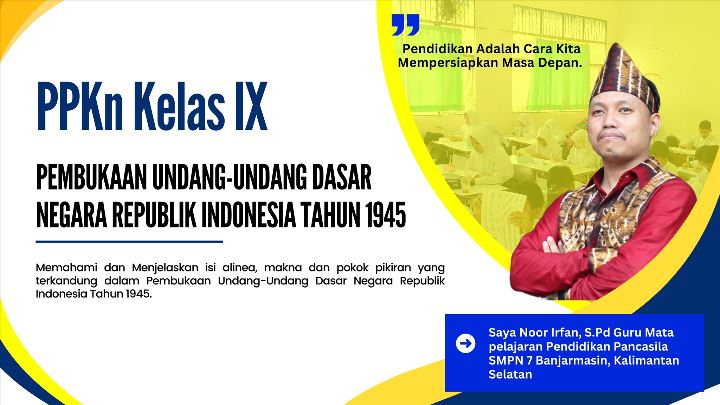 Pendidikan Adalah Cara Kita
Mempersiapkan Masa Depan.
PPKn Kelas IX
PEMBUKAAN UNDANG-UNDANG DASAR
NEGARA REPUBLIK INDONESIA TAHUN 1945
Memahami dan Menjelaskan isi alinea, makna dan pokok pikiran yang
terkandung dalam Pembukaan Undang-Undang Dasar Negara Republik
Indonesia Tahun 1945.
Saya Noor Irfan, S.Pd Guru Mata
pelajaran Pendidikan Pancasila
SMPN 7 Banjarmasin, Kalimantan
Selatan